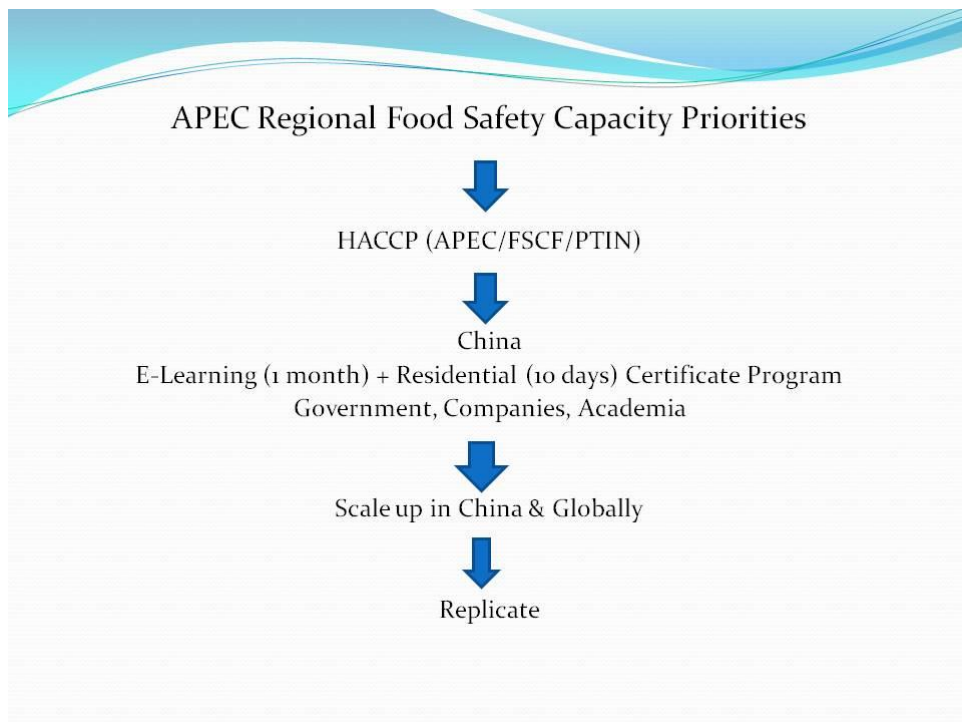 APEC Regional Food Safety Capacity Priorities
HACCP (APEC/FSCF/PTIN)
China
E-Learning (1 month) + Residential (10 days) Certificate Program
Government, Companies, Academia
Scale up in China & Globally
Replicate